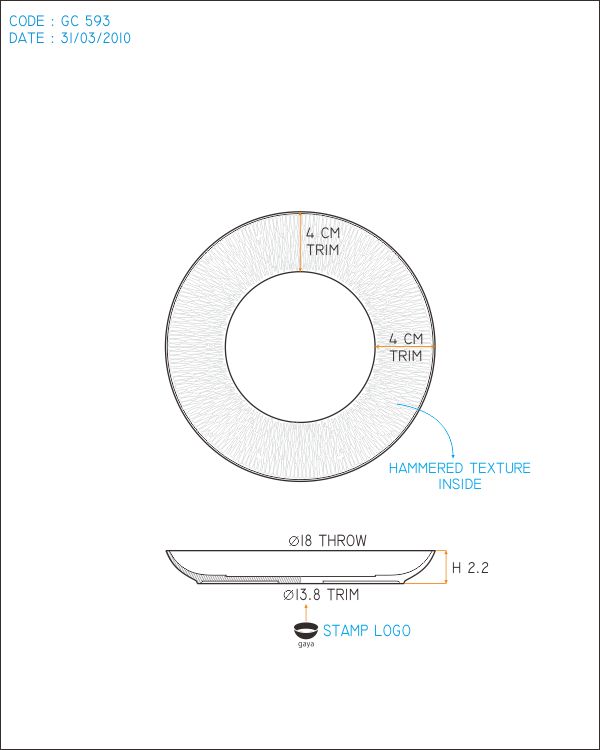 CODE : GC 593
DATE : 31/03/2010
4 CM
TRIM
4 CM
TRIM
HAMMERED TEXTURE
INSIDE
Ø18 THROW
H 2.2
Ø13.8 TRIM
STAMP LOGO
gaya